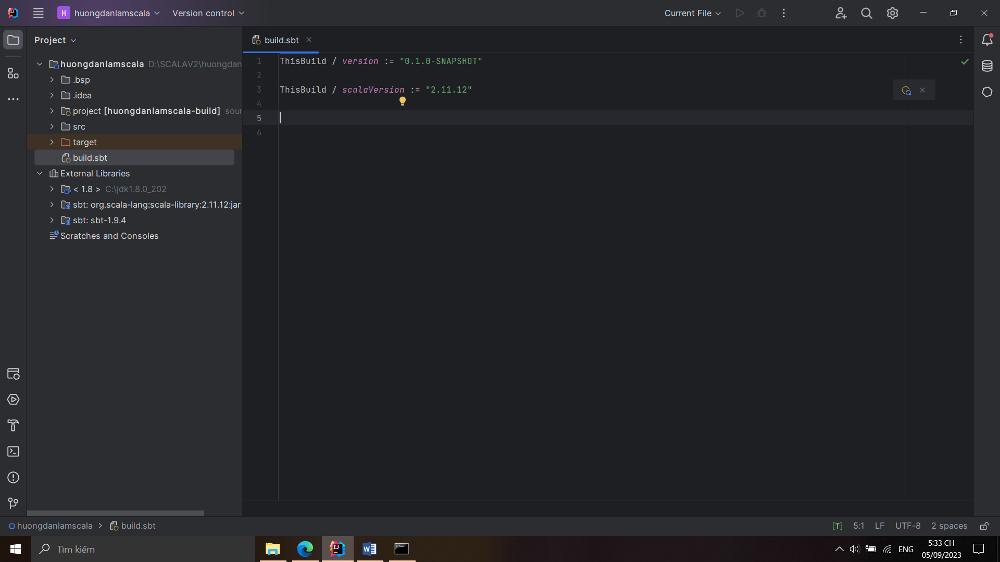 H huongdanlamscala Version control Current File
Project
build.sbt
huongdanlamscala D:\SCALAV2\huongdan
.bsp
.idea
project [huongdanlamscala-build] sour
src
target
build.sbt
External Libraries
< 1.8 > C:\jdk1.8.0_202
sbt: org.scala-lang:scala-library:2.11.12:jar
sbt: sbt-1.9.4
Scratches and Consoles
1 ThisBuild / version := "0.1.0-SNAPSHOT"
2
3 ThisBuild / scalaVersion := "2.11.12"
4
5
6
huongdanlamscala > build.sbt
[T] 5:1 LF UTF-8 2 spaces
Tìm kiếm
ENG
5:33 CH
05/09/2023